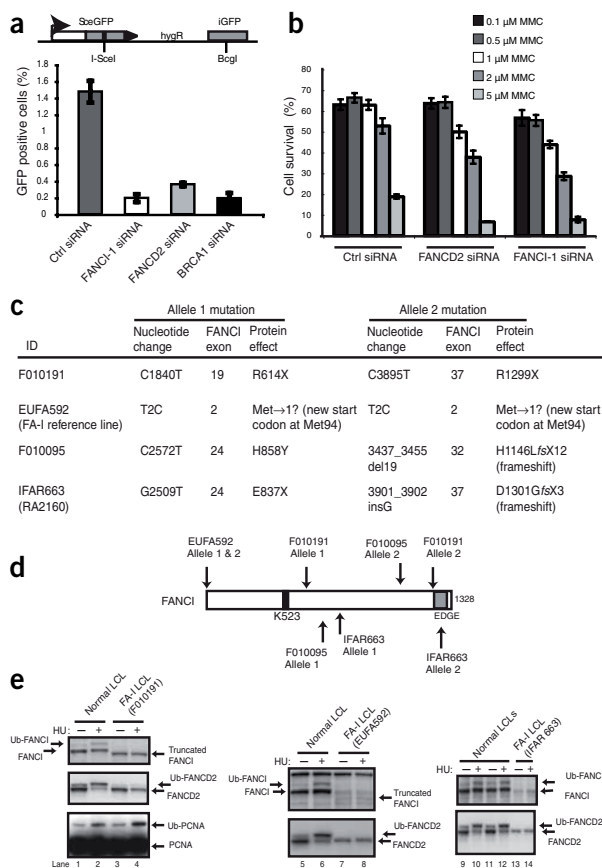 a
SceGFP
iGFP
hygR
I-SceI
BcgI
GFP positive cells (%)
1.8
1.6
1.4
1.2
1.0
0.8
0.6
0.4
0.2
0
Ctrl siRNA
FANCI-1 siRNA
FANCD2 siRNA
BRCA1 siRNA
b
0.1 µM MMC
0.5 µM MMC
1 µM MMC
2 µM MMC
5 µM MMC
Cell survival (%)
80
70
60
50
40
30
20
10
0
Ctrl siRNA
FANCD2 siRNA
FANCI-1 siRNA
c
Allele 1 mutation
Allele 2 mutation
ID
Nucleotide change
FANCI exon
Protein effect
Nucleotide change
FANCI exon
Protein effect
F010191 C1840T 19 R614X C3895T 37 R1299X
EUFA592 T2C 2 Met→1? (new start T2C 2 Met→1? (new start
(FA-I reference line) codon at Met94) codon at Met94)
F010095 C2572T 24 H858Y 3437_3455 32 H1146LfsX12
del19 (frameshift)
IFAR663 G2509T 24 E837X 3901_3902 37 D1301GfsX3
(RA2160) insG (frameshift)
d
EUFA592
Allele 1 & 2
F010191
Allele 1
F010095
Allele 2
F010191
Allele 2
FANCI
1328
K523
EDGE
F010095
Allele 1
IFAR663
Allele 1
IFAR663
Allele 2
e
Normal LCL
FA-I LCL
(F010191)
HU: – + – +
Ub-FANCI
FANCI
Truncated
FANCI
Ub-FANCD2
FANCD2
Ub-PCNA
PCNA
Lane 1 2 3 4
Normal LCL
FA-I LCL
(EUFA592)
HU: – + – +
Ub-FANCI
FANCI
Truncated
FANCI
Ub-FANCD2
FANCD2
5 6 7 8
Normal LCLs
FA-I LCL
(IFAR 663)
HU: – + – + – +
Ub-FANCI
FANCI
Ub-FANCD2
FANCD2
9 10 11 12 13 14